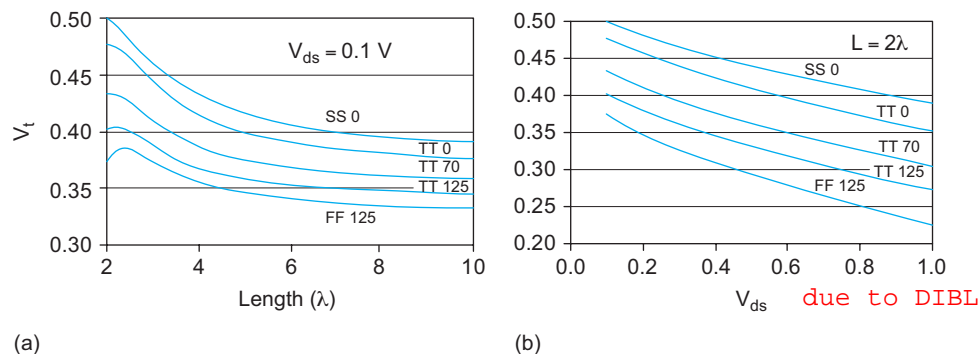 0.50
0.45
0.40
0.35
0.30
V_t
V_ds = 0.1 V
SS 0
TT 0
TT 70
TT 125
FF 125
2
4
6
8
10
Length (λ)
(a)
0.50
0.45
0.40
0.35
0.30
0.25
0.20
L = 2λ
SS 0
TT 0
TT 70
TT 125
FF 125
0.0
0.2
0.4
0.6
0.8
1.0
V_ds
due to DIBL
(b)